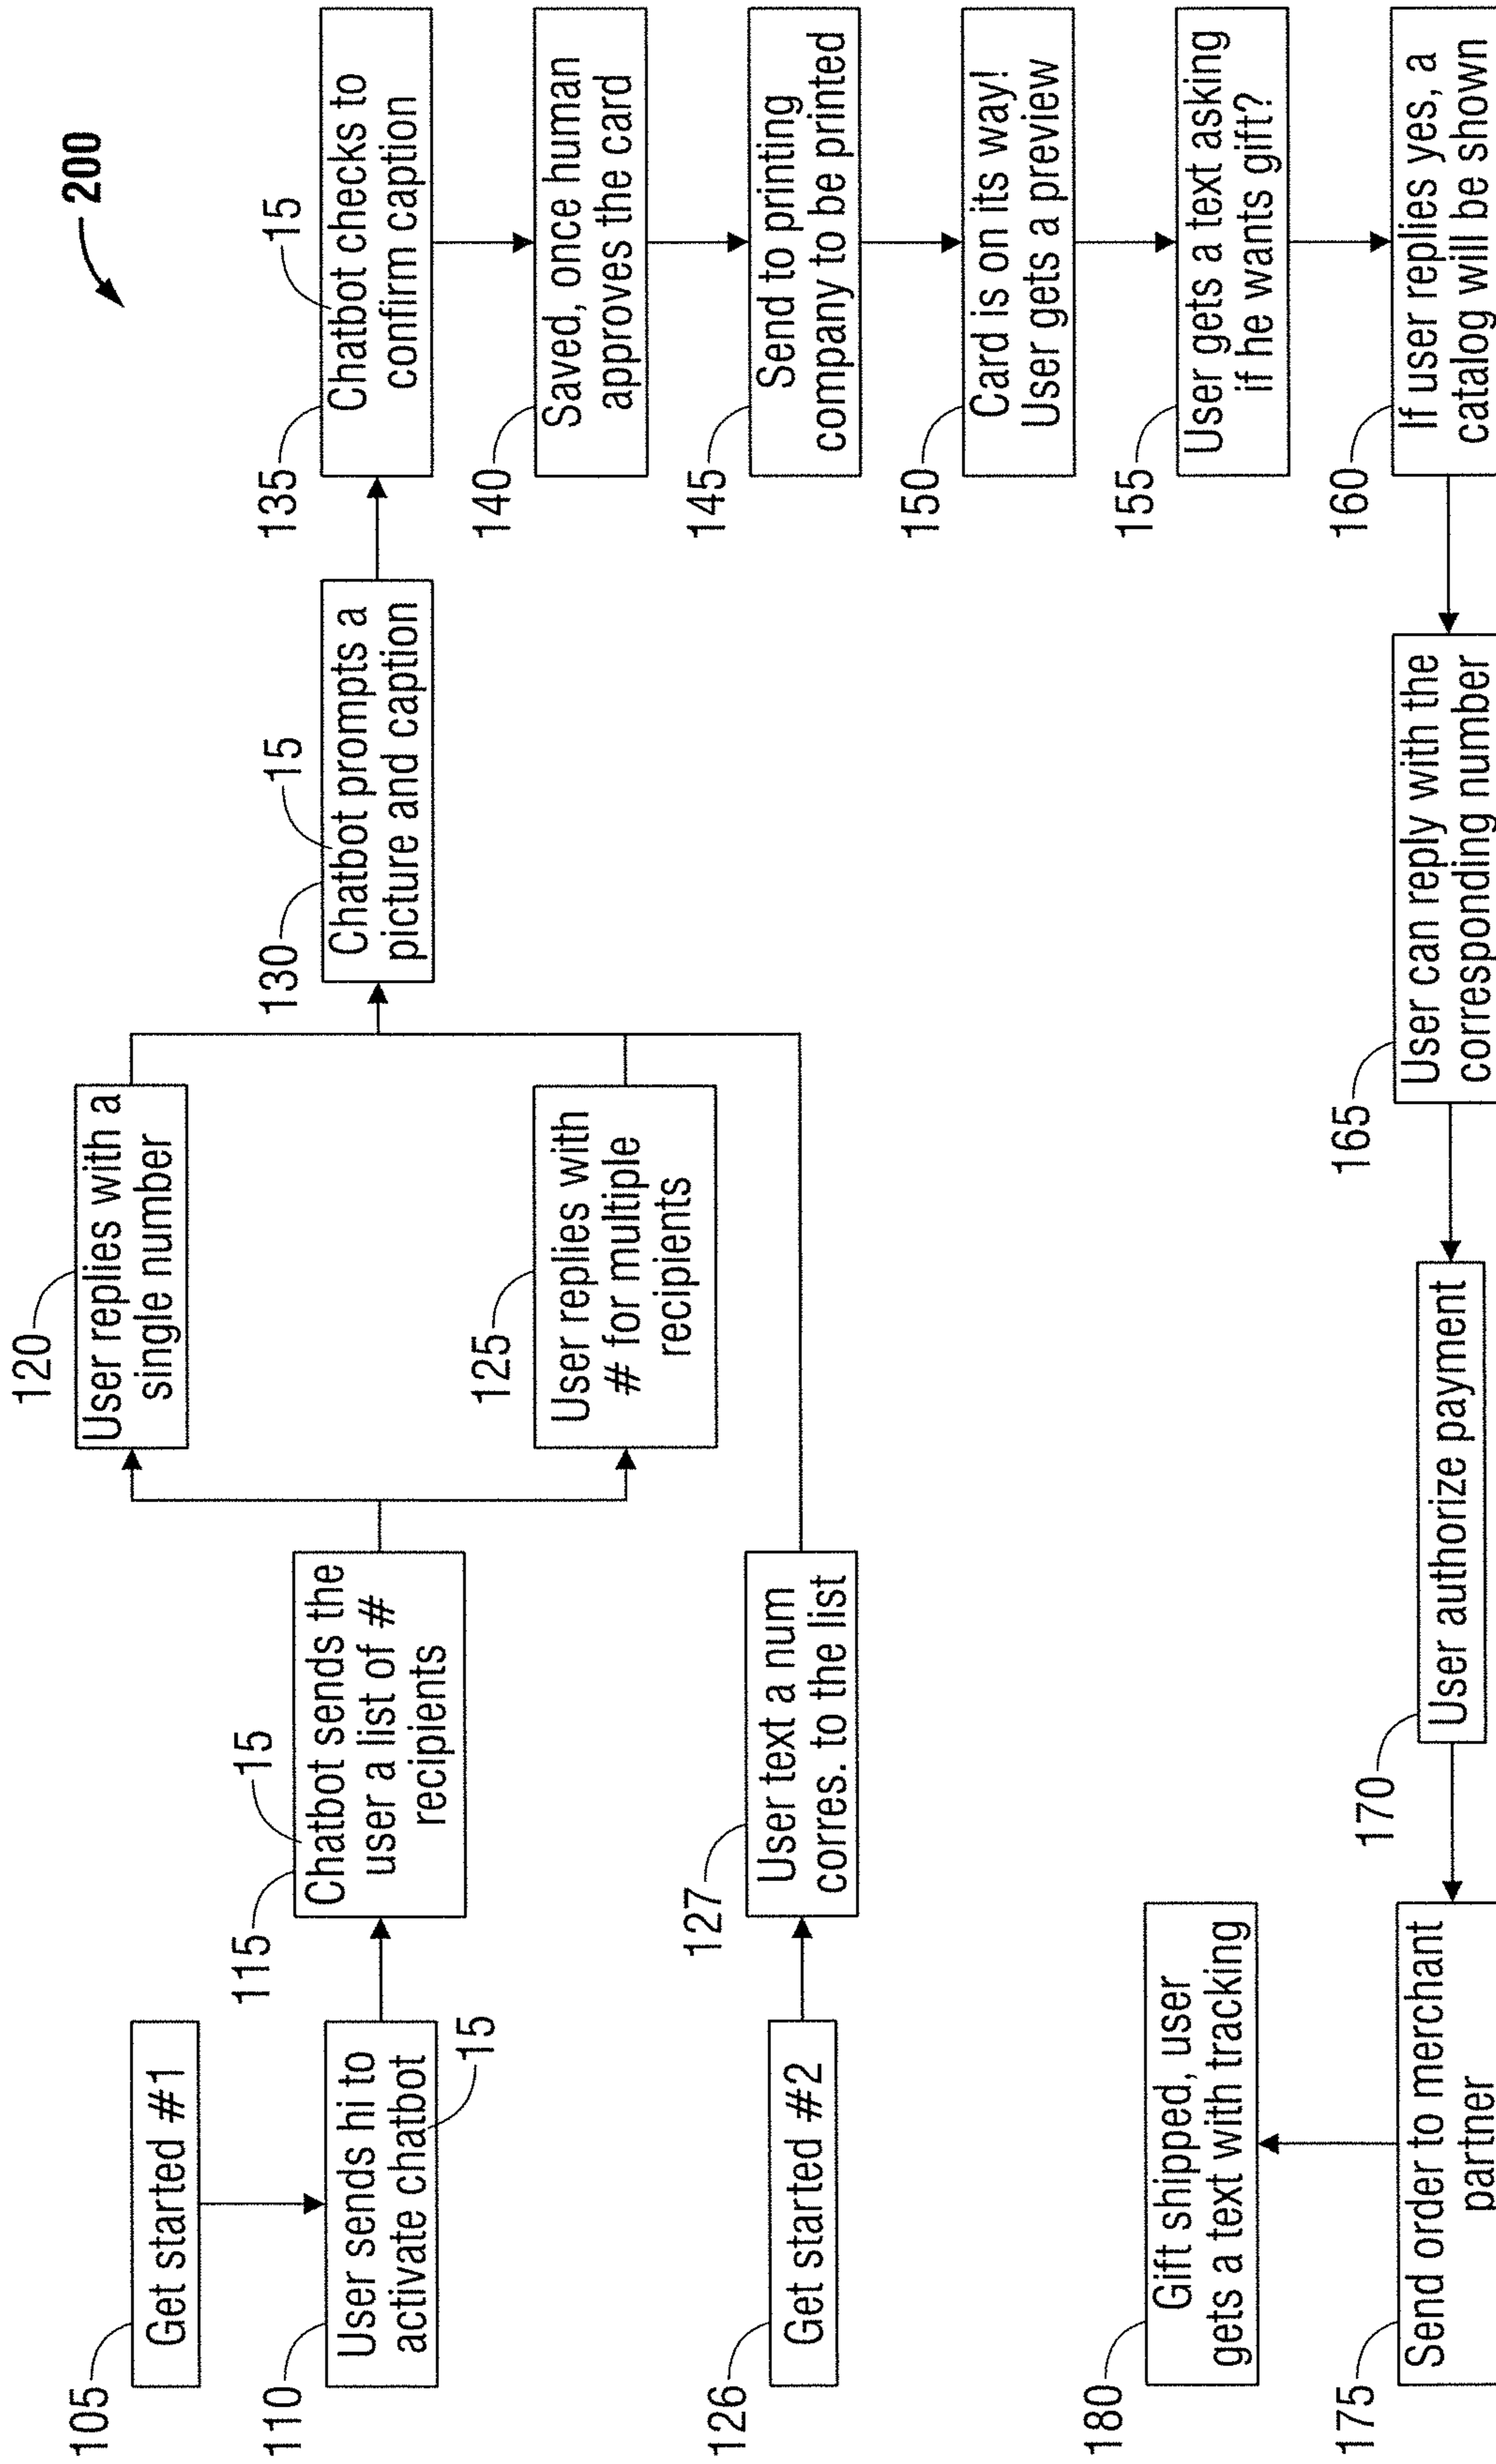 200
105
Get started #1
110
User sends hi to
activate chatbot
15
115
15
Chatbot sends the
user a list of #
recipients
120
User replies with a
single number
125
User replies with
# for multiple
recipients
126
Get started #2
127
User text a num
corres. to the list
130
15
Chatbot prompts a
picture and caption
135
15
Chatbot checks to
confirm caption
140
Saved, once human
approves the card
145
Send to printing
company to be printed
150
Card is on its way!
User gets a preview
155
User gets a text asking
if he wants gift?
160
If user replies yes, a
catalog will be shown
165
User can reply with the
corresponding number
170
User authorize payment
175
Send order to merchant
partner
180
Gift shipped, user
gets a text with tracking